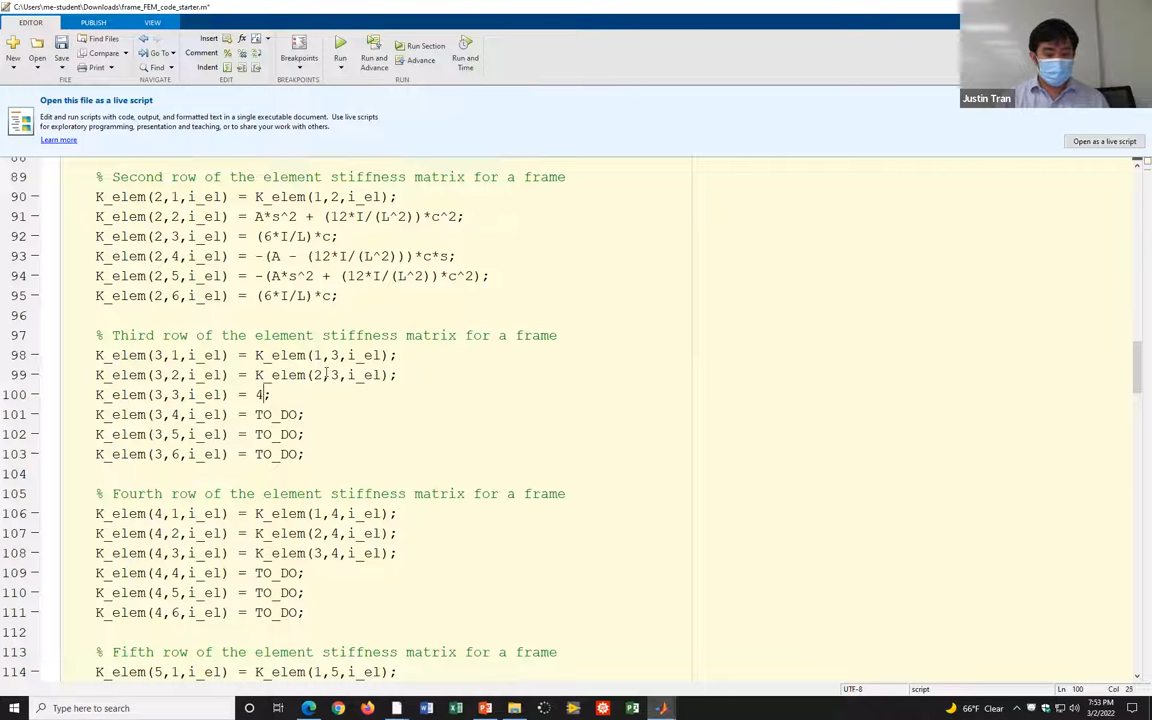 C:\Users\me-student\Downloads\frame_FEM_code_starter.m*
EDITOR PUBLISH VIEW
New Open Save Find Files Compare Print Go To Find Insert Comment Indent Breakpoints Run Run and Advance Run Section Advance Run and Time
FILE NAVIGATE EDIT BREAKPOINTS RUN
Justin Tran
Open this file as a live script
Edit and run scripts with code, output, and formatted text in a single executable document. Use live scripts
for exploratory programming, presentation and teaching, or to share your work with others.
Learn more
Open as a live script
88
89 % Second row of the element stiffness matrix for a frame
90 K_elem(2,1,i_el) = K_elem(1,2,i_el);
91 K_elem(2,2,i_el) = A*s^2 + (12*I/(L^2))*c^2;
92 K_elem(2,3,i_el) = (6*I/L)*c;
93 K_elem(2,4,i_el) = -(A - (12*I/(L^2)))*c*s;
94 K_elem(2,5,i_el) = -(A*s^2 + (12*I/(L^2))*c^2);
95 K_elem(2,6,i_el) = (6*I/L)*c;
96
97 % Third row of the element stiffness matrix for a frame
98 K_elem(3,1,i_el) = K_elem(1,3,i_el);
99 K_elem(3,2,i_el) = K_elem(2,3,i_el);
100 K_elem(3,3,i_el) = 4;
101 K_elem(3,4,i_el) = TO_DO;
102 K_elem(3,5,i_el) = TO_DO;
103 K_elem(3,6,i_el) = TO_DO;
104
105 % Fourth row of the element stiffness matrix for a frame
106 K_elem(4,1,i_el) = K_elem(1,4,i_el);
107 K_elem(4,2,i_el) = K_elem(2,4,i_el);
108 K_elem(4,3,i_el) = K_elem(3,4,i_el);
109 K_elem(4,4,i_el) = TO_DO;
110 K_elem(4,5,i_el) = TO_DO;
111 K_elem(4,6,i_el) = TO_DO;
112
113 % Fifth row of the element stiffness matrix for a frame
114 K_elem(5,1,i_el) = K_elem(1,5,i_el);
UTF-8 script Ln 100 Col 25
Type here to search
66°F Clear
7:53 PM
3/2/2022